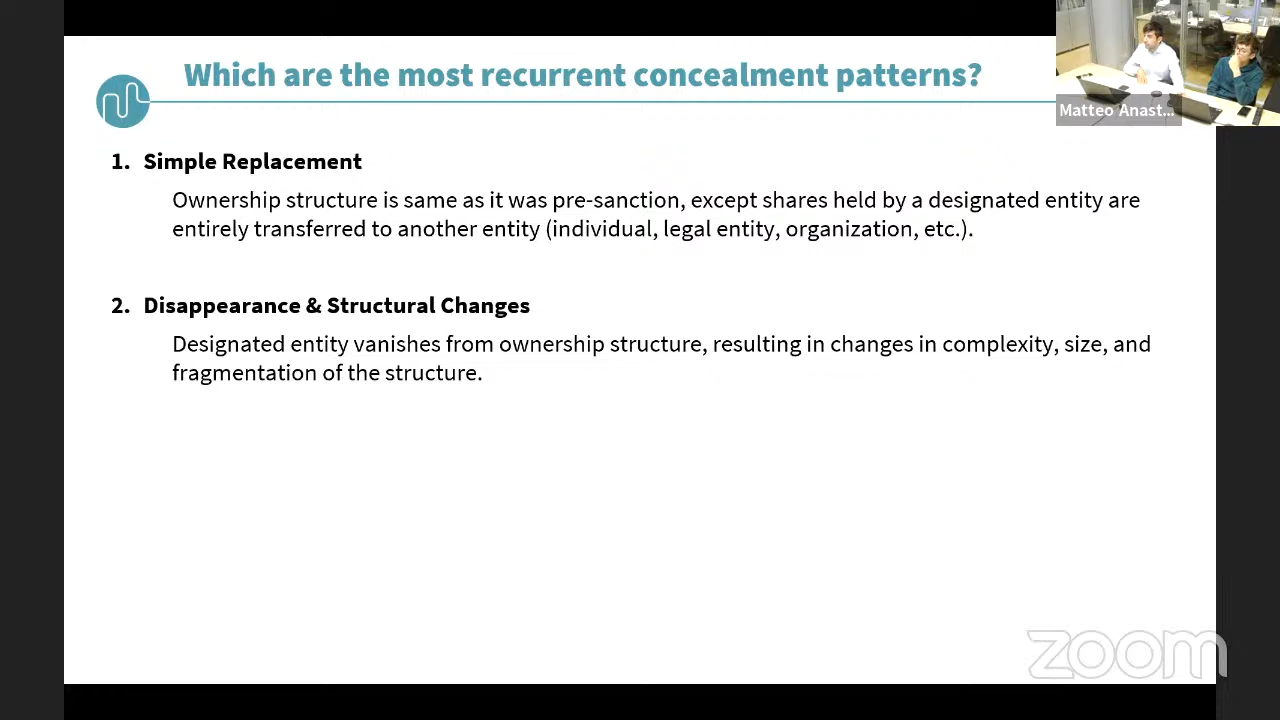 Which are the most recurrent concealment patterns?
Matteo Anast...
1. Simple Replacement
Ownership structure is same as it was pre-sanction, except shares held by a designated entity are
entirely transferred to another entity (individual, legal entity, organization, etc.).
2. Disappearance & Structural Changes
Designated entity vanishes from ownership structure, resulting in changes in complexity, size, and
fragmentation of the structure.
zoom